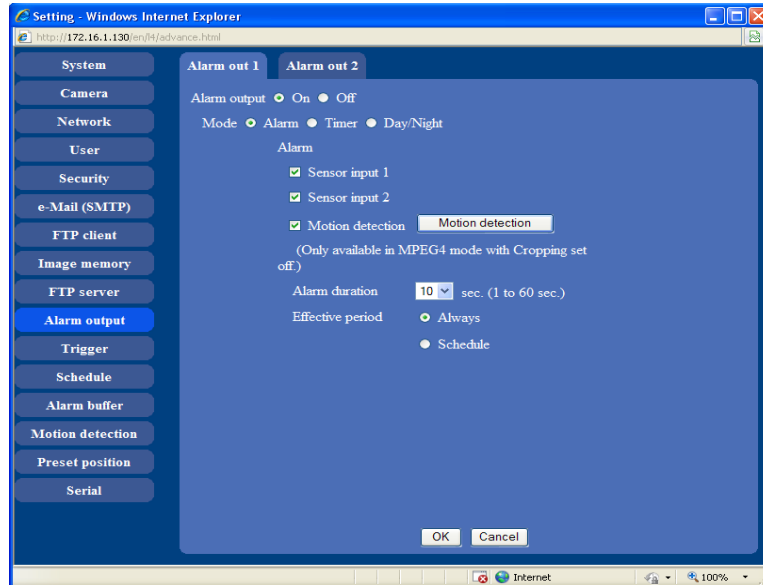 Setting - Windows Internet Explorer
http://172.16.1.130/en/l4/advance.html
System
Camera
Network
User
Security
e-Mail (SMTP)
FTP client
Image memory
FTP server
Alarm output
Trigger
Schedule
Alarm buffer
Motion detection
Preset position
Serial
Alarm out 1 Alarm out 2
Alarm output On Off
Mode Alarm Timer Day/Night
Alarm
Sensor input 1
Sensor input 2
Motion detection Motion detection
(Only available in MPEG4 mode with Cropping set
off.)
Alarm duration 10 sec. (1 to 60 sec.)
Effective period Always
Schedule
OK Cancel
Internet 100%